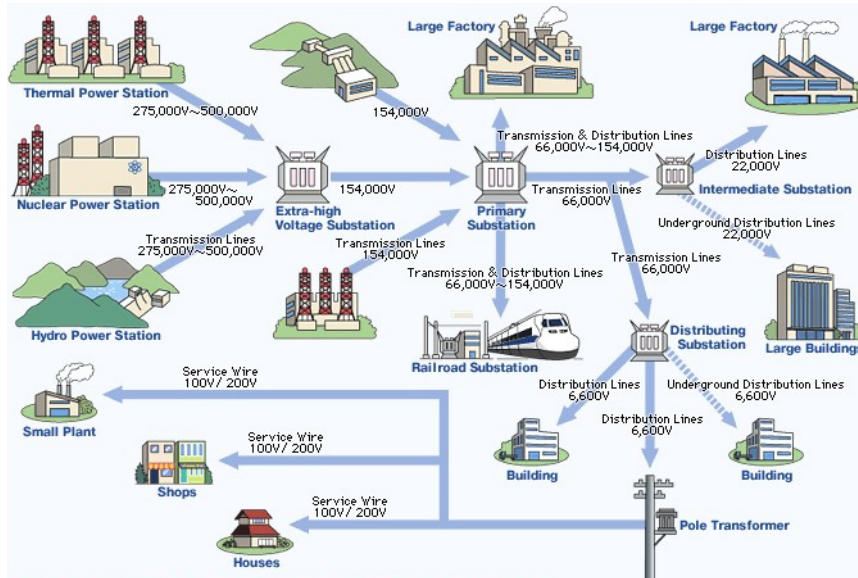 Large Factory
Large Factory
Thermal Power Station
275,000V～500,000V
154,000V
Transmission & Distribution Lines
66,000V～154,000V
Distribution Lines
22,000V
Nuclear Power Station
275,000V～
500,000V
Extra-high
Voltage Substation
154,000V
Primary
Substation
Transmission Lines
66,000V
Intermediate Substation
Underground Distribution Lines
22,000V
Transmission Lines
275,000V～500,000V
Transmission Lines
154,000V
Transmission Lines
66,000V
Transmission & Distribution Lines
66,000V～154,000V
Hydro Power Station
Railroad Substation
Distributing
Substation
Large Buildings
Service Wire
100V/ 200V
Small Plant
Distribution Lines
6,600V
Underground Distribution Lines
6,600V
Distribution Lines
6,600V
Service Wire
100V/ 200V
Shops
Building
Building
Service Wire
100V/ 200V
Houses
Pole Transformer